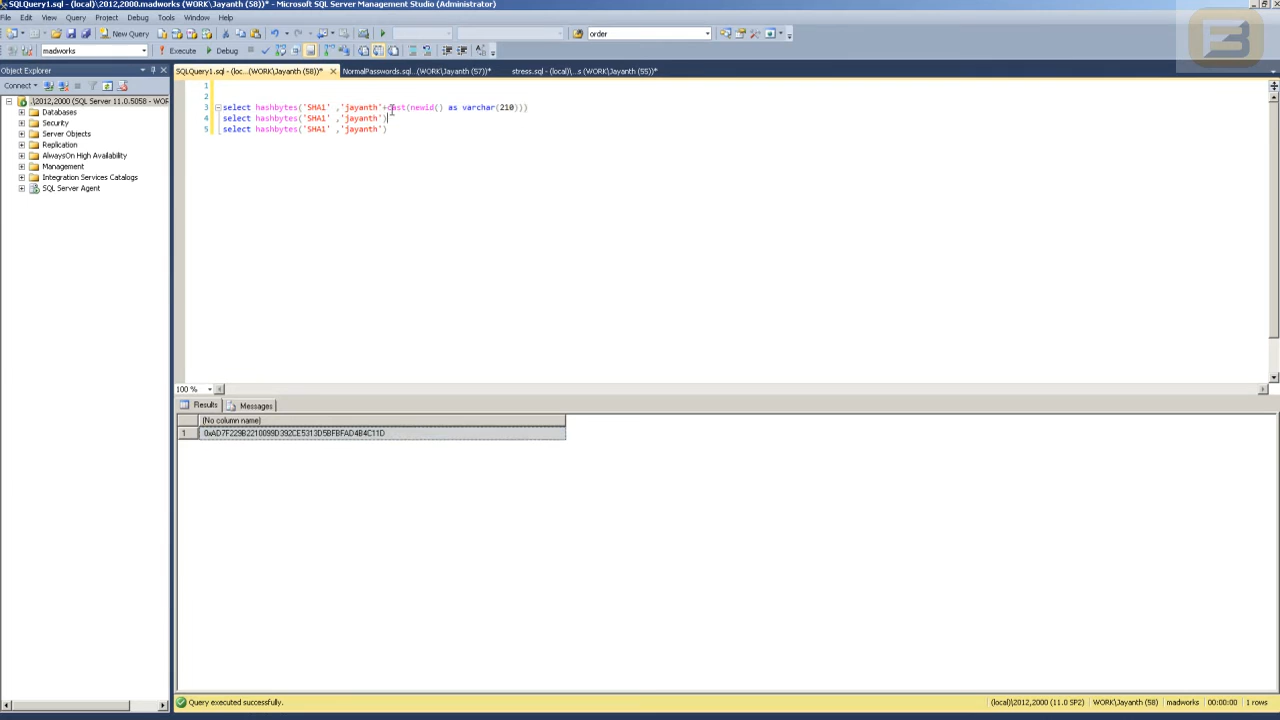 SQLQuery1.sql - (local)\2012,2000.madworks (WORK\Jayanth (58))* - Microsoft SQL Server Management Studio (Administrator)
File Edit View Query Project Debug Tools Window Help
New Query order
madworks Execute Debug
Object Explorer
SQLQuery1.sql - (loc...(WORK\Jayanth (58))* NormalPasswords.sql...(WORK\Jayanth (57))* stress.sql - (local)\...s (WORK\Jayanth (55))*
Connect
.\2012,2000 (SQL Server 11.0.5058 - WOR
Databases
Security
Server Objects
Replication
AlwaysOn High Availability
Management
Integration Services Catalogs
SQL Server Agent
1
2
3 select hashbytes('SHA1' ,'jayanth'+cast(newid() as varchar(210)))
4 select hashbytes('SHA1' ,'jayanth')
5 select hashbytes('SHA1' ,'jayanth')
100 %
Results Messages
(No column name)
1 0xAD7F229B2210099D392CE5313D5BFBFAD4B4C11D
Query executed successfully. (local)\2012,2000 (11.0 SP2) WORK\Jayanth (58) madworks 00:00:00 1 rows